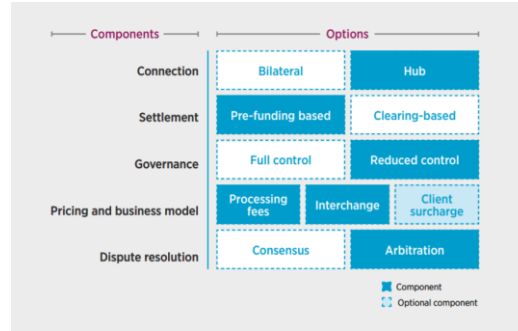 Components
Options
Connection
Bilateral
Hub
Settlement
Pre-funding based
Clearing-based
Governance
Full control
Reduced control
Pricing and business model
Processing
fees
Interchange
Client
surcharge
Dispute resolution
Consensus
Arbitration
Component
Optional component